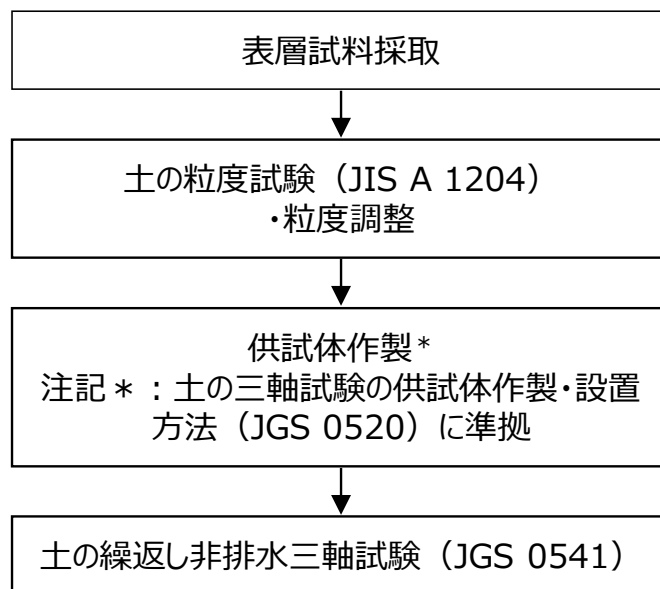 表層試料採取
土の粒度試験（JIS A 1204）
・粒度調整
供試体作製＊
注記＊：土の三軸試験の供試体作製・設置
方法（JGS 0520）に準拠
土の繰返し非排水三軸試験（JGS 0541）